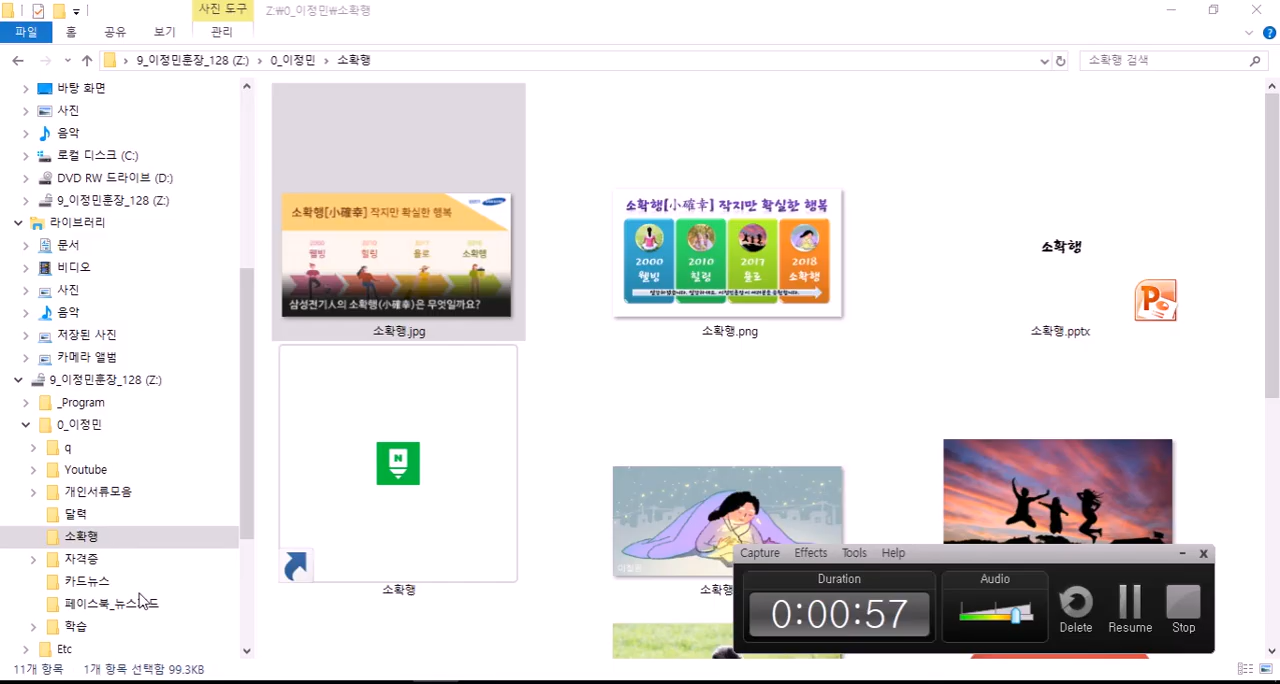 사진 도구
Z:₩0_이정민₩소확행
파일
홈
공유
보기
관리
9_이정민훈장_128 (Z:) > 0_이정민 > 소확행
소확행 검색
바탕 화면
사진
음악
로컬 디스크 (C:)
DVD RW 드라이브 (D:)
9_이정민훈장_128 (Z:)
라이브러리
문서
비디오
사진
음악
저장된 사진
카메라 앨범
9_이정민훈장_128 (Z:)
_Program
0_이정민
q
Youtube
개인서류모음
달력
소확행
자격증
카드뉴스
페이스북_뉴스
학습
Etc
소확행[小確幸] 작지만 확실한 행복
2000
2010
2017
2018
웰빙
힐링
욜로
소확행
삼성전기人의 소확행(小確幸)은 무엇일까요?
소확행.jpg
소확행[小確幸] 작지만 확실한 행복
2000
2010
2017
2018
웰빙
힐링
욜로
소확행
소확행.png
소확행
P
소확행.pptx
N
소확행
소확행
Capture
Effects
Tools
Help
Duration
0:00:57
Audio
Delete
Resume
Stop
11개 항목
1개 항목 선택함 99.3KB